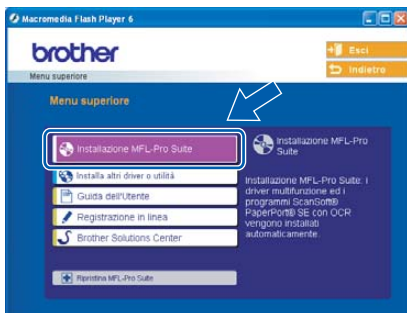 Macromedia Flash Player 6
brother
Esci
Indietro
Menu superiore
Menu superiore
Installazione MFL-Pro Suite
Installa altri driver o utilità
Guida dell'Utente
Registrazione in linea
Brother Solutions Center
Ripristina MFL-Pro Suite
Installazione MFL-Pro
Suite
Installazione MFL-Pro Suite: i
driver multifunzione ed i
programmi ScanSoft®
PaperPort® SE con OCR
vengono installati
automaticamente.